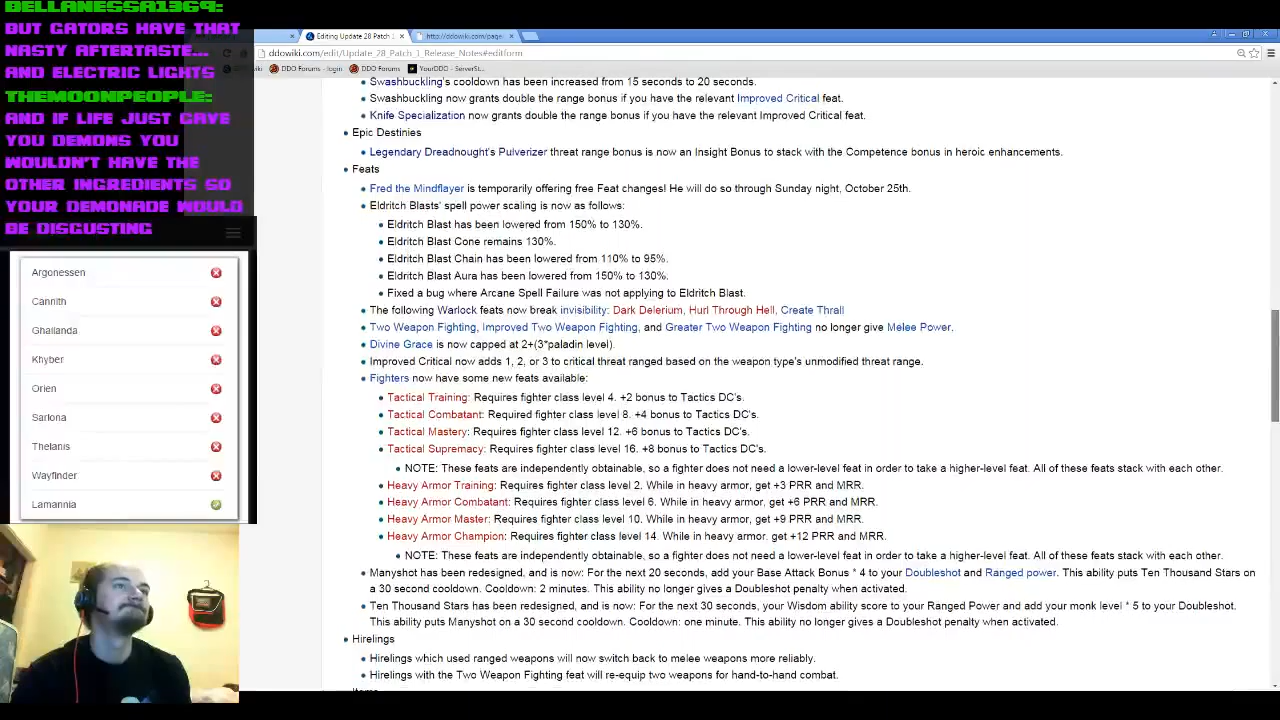 BELLANESSA1369:
BUT GATORS HAVE THAT
NASTY AFTERTASTE...
AND ELECTRIC LIGHTS
THEMOONPEOPLE:
AND IF LIFE JUST GAVE
YOU DEMONS YOU
WOULDN'T HAVE THE
OTHER INGREDIENTS SO
YOUR DEMONADE WOULD
BE DISGUSTING
Argonessen
Cannith
Ghallanda
Khyber
Orien
Sarlona
Thelanis
Wayfinder
Lamannia
Editing Update 28 Patch
http://ddowiki.com/page
ddowiki.com/edit/Update_28_Patch_1_Release_Notes#editform
DDO Forums - login
DDO Forums
YourDDO - ServerSt...
Swashbuckling's cooldown has been increased from 15 seconds to 20 seconds.
Swashbuckling now grants double the range bonus if you have the relevant Improved Critical feat.
Knife Specialization now grants double the range bonus if you have the relevant Improved Critical feat.
Epic Destinies
Legendary Dreadnought's Pulverizer threat range bonus is now an Insight Bonus to stack with the Competence bonus in heroic enhancements.
Feats
Fred the Mindflayer is temporarily offering free Feat changes! He will do so through Sunday night, October 25th.
Eldritch Blasts' spell power scaling is now as follows:
Eldritch Blast has been lowered from 150% to 130%.
Eldritch Blast Cone remains 130%.
Eldritch Blast Chain has been lowered from 110% to 95%.
Eldritch Blast Aura has been lowered from 150% to 130%.
Fixed a bug where Arcane Spell Failure was not applying to Eldritch Blast.
The following Warlock feats now break invisibility: Dark Delerium, Hurl Through Hell, Create Thrall
Two Weapon Fighting, Improved Two Weapon Fighting, and Greater Two Weapon Fighting no longer give Melee Power.
Divine Grace is now capped at 2+(3*paladin level).
Improved Critical now adds 1, 2, or 3 to critical threat ranged based on the weapon type's unmodified threat range.
Fighters now have some new feats available:
Tactical Training: Requires fighter class level 4. +2 bonus to Tactics DC's.
Tactical Combatant: Required fighter class level 8. +4 bonus to Tactics DC's.
Tactical Mastery: Requires fighter class level 12. +6 bonus to Tactics DC's.
Tactical Supremacy: Requires fighter class level 16. +8 bonus to Tactics DC's.
NOTE: These feats are independently obtainable, so a fighter does not need a lower-level feat in order to take a higher-level feat. All of these feats stack with each other.
Heavy Armor Training: Requires fighter class level 2. While in heavy armor, get +3 PRR and MRR.
Heavy Armor Combatant: Requires fighter class level 6. While in heavy armor, get +6 PRR and MRR.
Heavy Armor Master: Requires fighter class level 10. While in heavy armor, get +9 PRR and MRR.
Heavy Armor Champion: Requires fighter class level 14. While in heavy armor. get +12 PRR and MRR.
NOTE: These feats are independently obtainable, so a fighter does not need a lower-level feat in order to take a higher-level feat. All of these feats stack with each other.
Manyshot has been redesigned, and is now: For the next 20 seconds, add your Base Attack Bonus * 4 to your Doubleshot and Ranged power. This ability puts Ten Thousand Stars on
a 30 second cooldown. Cooldown: 2 minutes. This ability no longer gives a Doubleshot penalty when activated.
Ten Thousand Stars has been redesigned, and is now: For the next 30 seconds, your Wisdom ability score to your Ranged Power and add your monk level * 5 to your Doubleshot.
This ability puts Manyshot on a 30 second cooldown. Cooldown: one minute. This ability no longer gives a Doubleshot penalty when activated.
Hirelings
Hirelings which used ranged weapons will now switch back to melee weapons more reliably.
Hirelings with the Two Weapon Fighting feat will re-equip two weapons for hand-to-hand combat.
Items